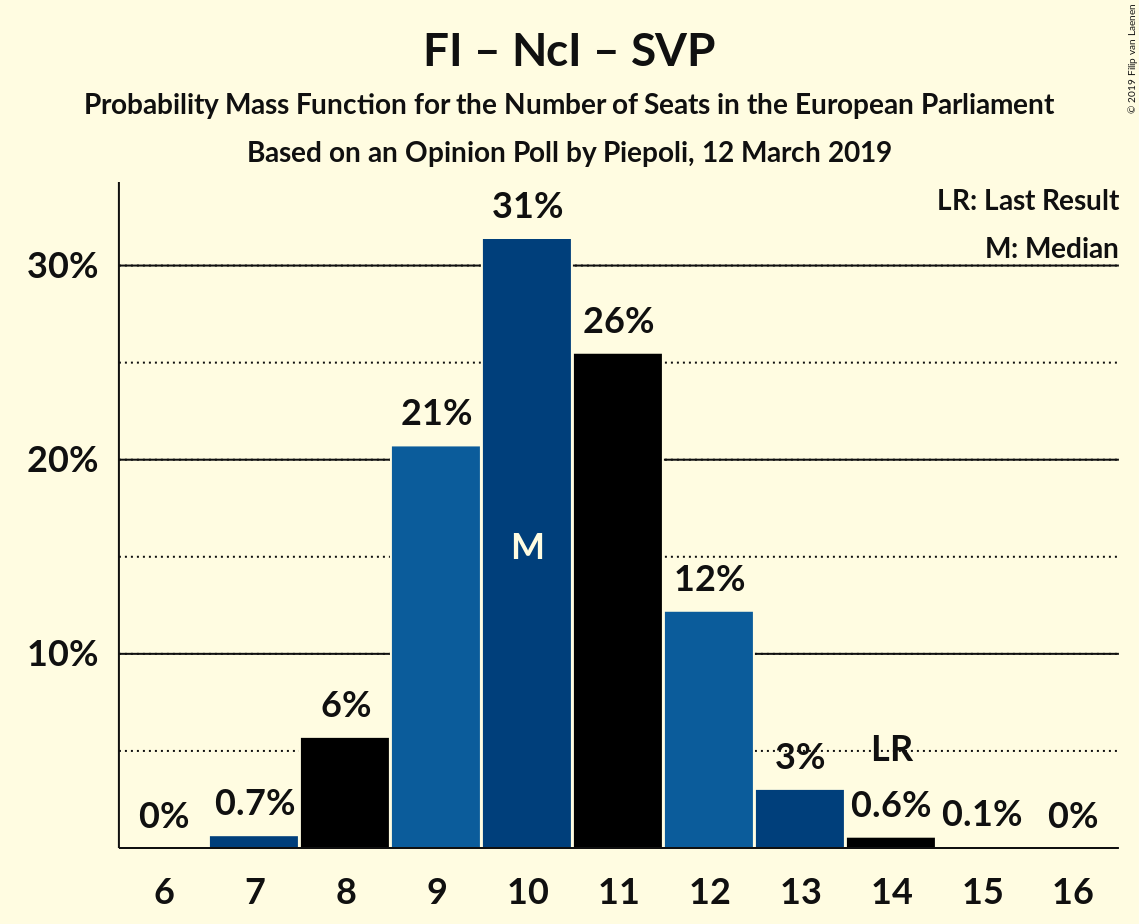 FI – NcI – SVP
Probability Mass Function for the Number of Seats in the European Parliament
Based on an Opinion Poll by Piepoli, 12 March 2019
© 2019 Filip van Laenen
LR: Last Result
M: Median
31%
30%
26%
21%
20%
M
12%
10%
6%
3%
LR
0%
0.7%
0.6%
0.1%
0%
6 7 8 9 10 11 12 13 14 15 16